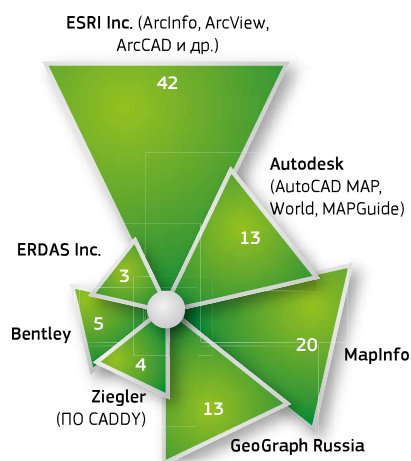 ESRI Inc. (ArcInfo, ArcView,
ArcCAD и др.)
42
Autodesk
(AutoCAD MAP,
World, MAPGuide)
13
ERDAS Inc.
3
Bentley
5
20
MapInfo
4
Ziegler
(ПО CADDY)
13
GeoGraph Russia